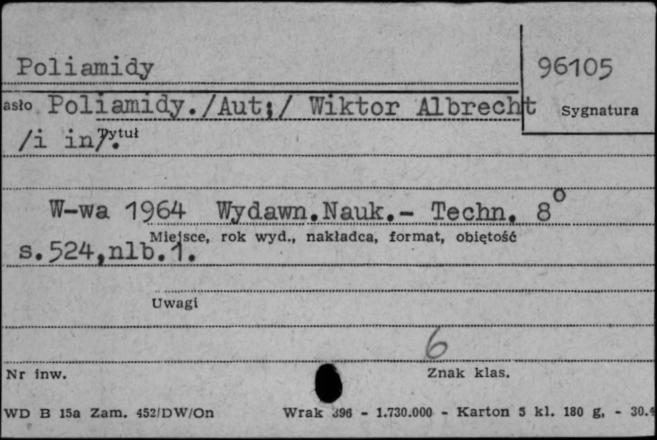 Poliamidy
96105
asło Poliamidy./Aut;/ Wiktor Albrecht
Sygnatura
/i in/.
Tytuł
W-wa 1964 Wydawn.Nauk.- Techn. 8°
Miejsce, rok wyd., nakładca, format, obiętość
s.524,nlb.1.
Uwagi
6
Nr inw.
Znak klas.
WD B 15a Zam. 452/DW/On Wrak 396 - 1.730.000 - Karton 5 kl. 180 g, - 30.4